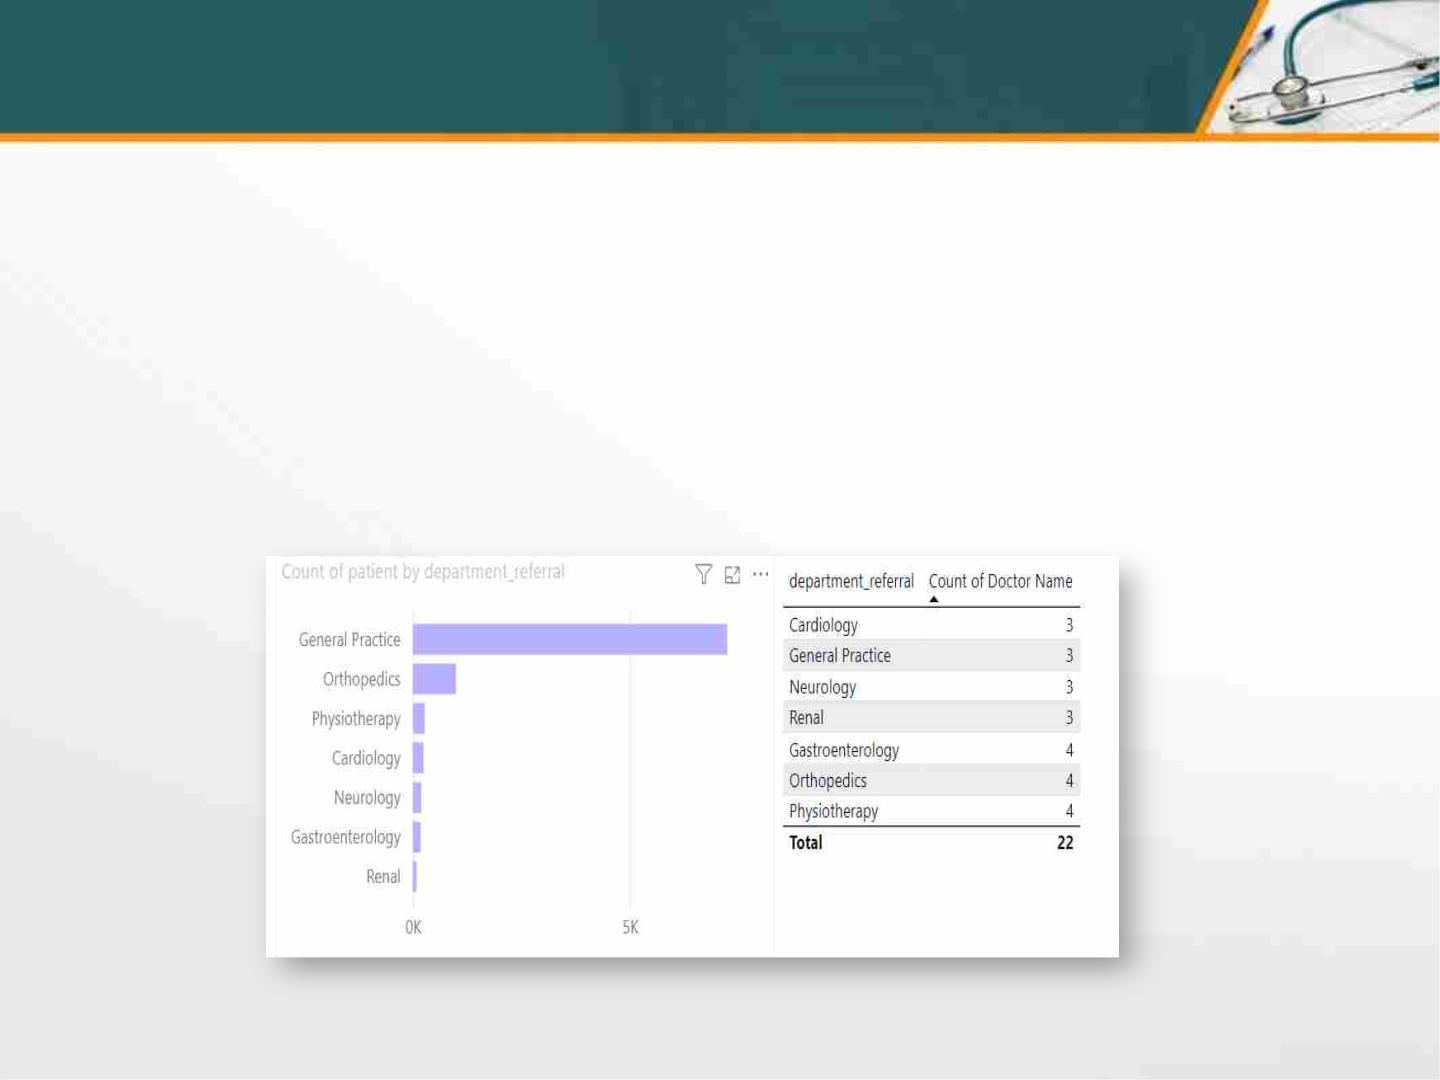 Count of patient by department_referral
General Practice
Orthopedics
Physiotherapy
Cardiology
Neurology
Gastroenterology
Renal
0K 5K
department_referral Count of Doctor Name
Cardiology 3
General Practice 3
Neurology 3
Renal 3
Gastroenterology 4
Orthopedics 4
Physiotherapy 4
Total 22